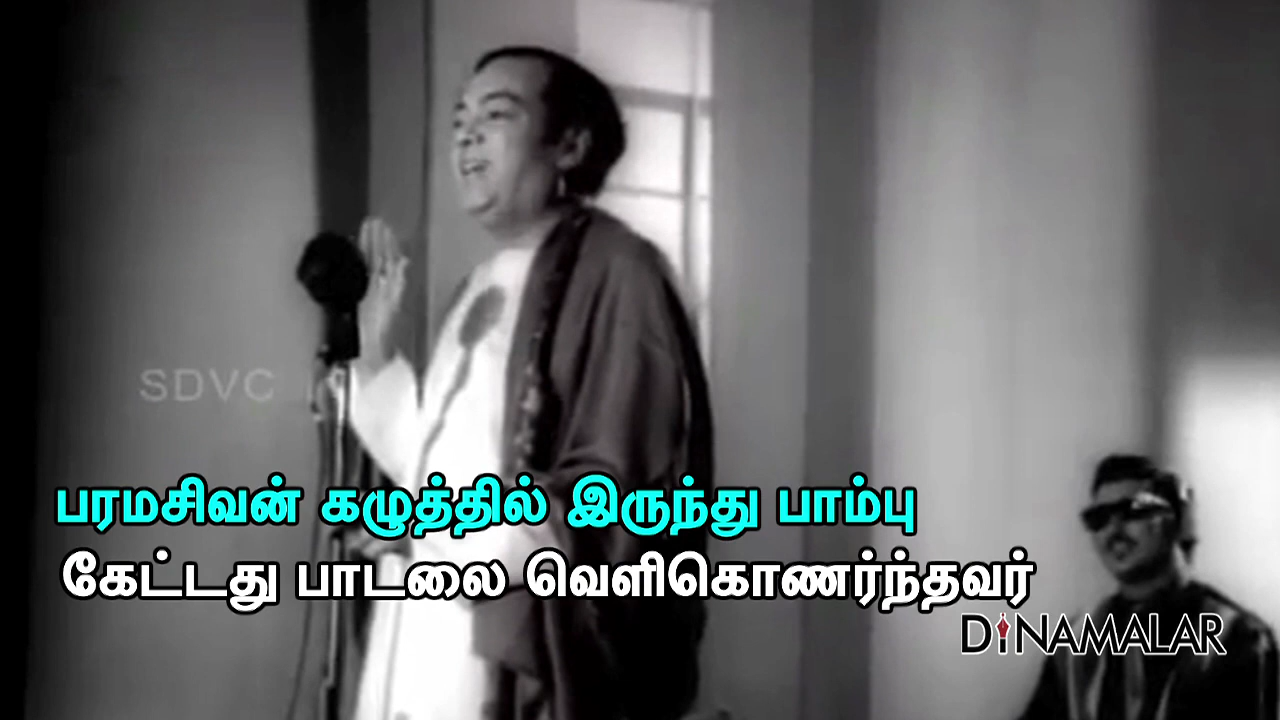 SDVC
பரமசிவன் கழுத்தில் இருந்து பாம்பு
கேட்டது பாடலை வெளிகொணர்ந்தவர்
DINAMALAR